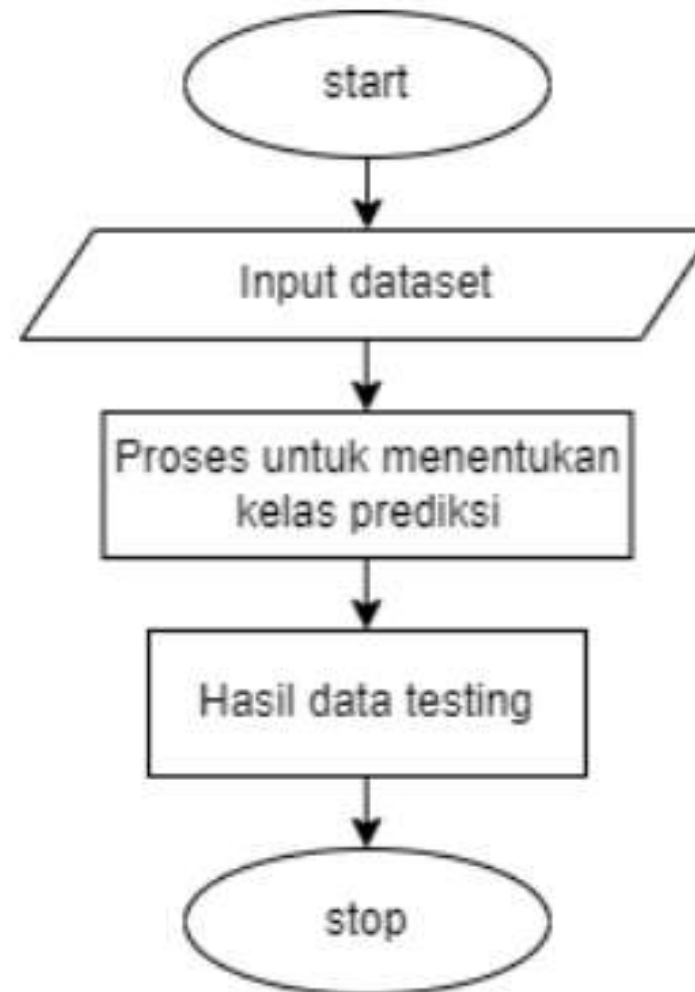 start
Input dataset
Proses untuk menentukan
kelas prediksi
Hasil data testing
stop